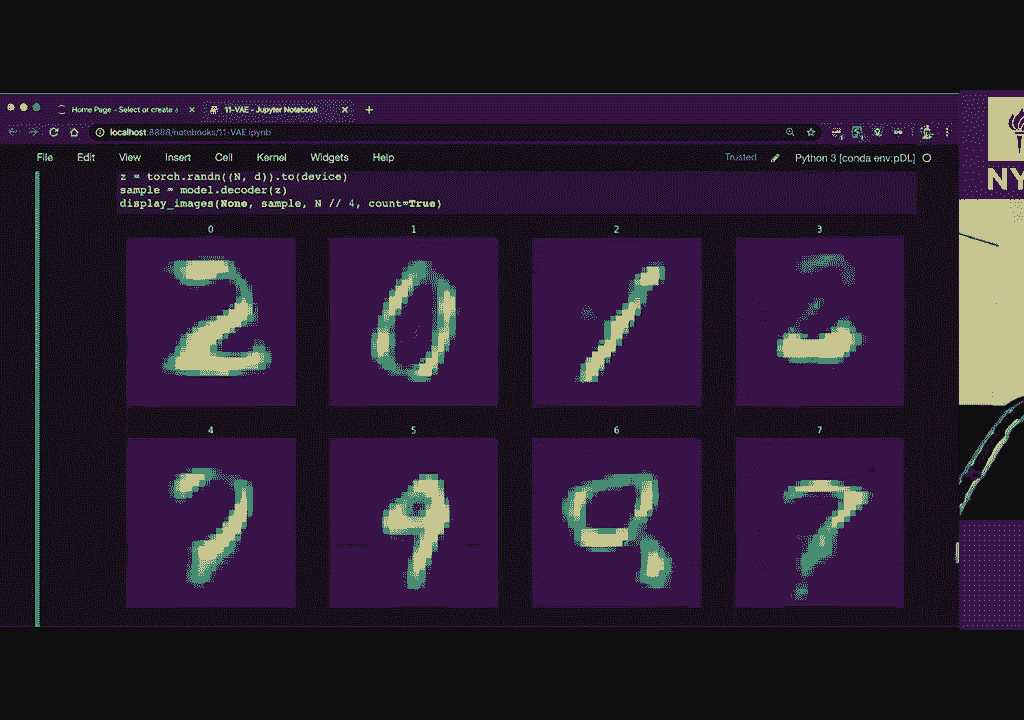 Home Page - Select or create a
11-VAE - Jupyter Notebook
localhost:8888/notebooks/11-VAE.ipynb
File Edit View Insert Cell Kernel Widgets Help
Trusted
Python 3 [conda env:pDL]
z = torch.randn((N, d)).to(device)
sample = model.decoder(z)
display_images(None, sample, N // 4, count=True)
0 1 2 3
4 5 6 7
NY